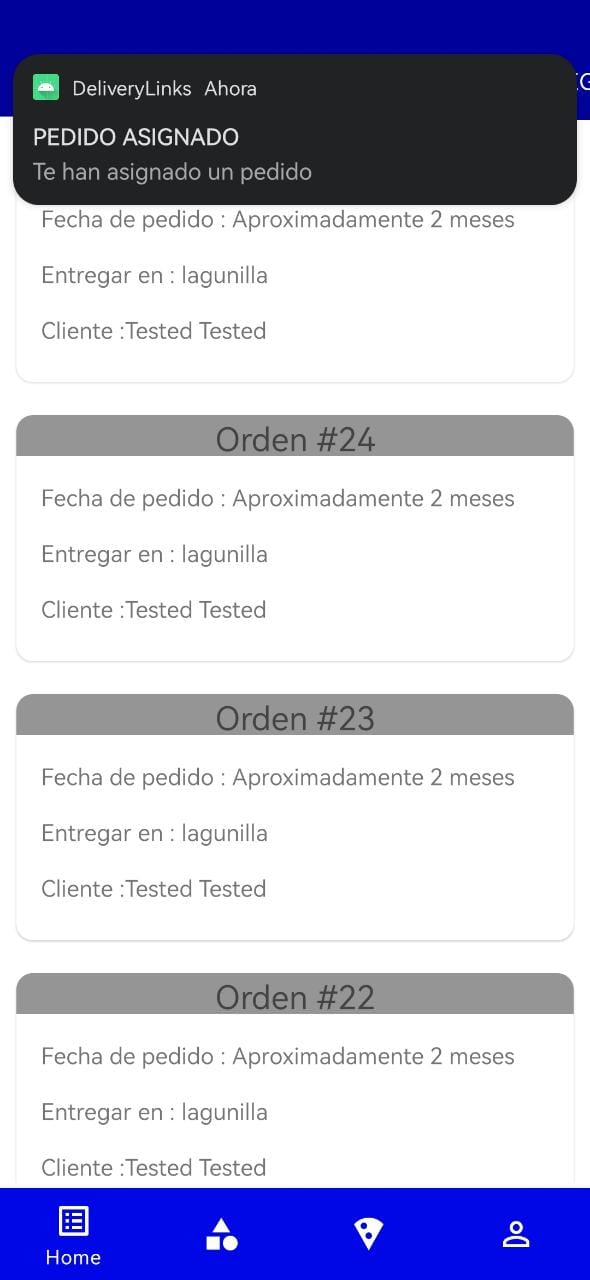 DeliveryLinks Ahora
PEDIDO ASIGNADO
Te han asignado un pedido
Fecha de pedido : Aproximadamente 2 meses
Entregar en : lagunilla
Cliente :Tested Tested
Orden #24
Fecha de pedido : Aproximadamente 2 meses
Entregar en : lagunilla
Cliente :Tested Tested
Orden #23
Fecha de pedido : Aproximadamente 2 meses
Entregar en : lagunilla
Cliente :Tested Tested
Orden #22
Fecha de pedido : Aproximadamente 2 meses
Entregar en : lagunilla
Cliente :Tested Tested
Home